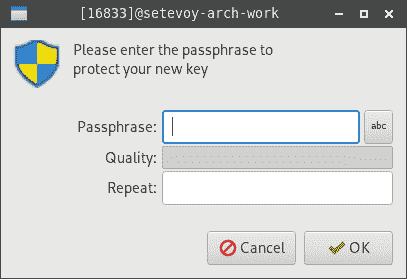 [16833]@setevoy-arch-work
Please enter the passphrase to
protect your new key
Passphrase:
abc
Quality:
Repeat:
Cancel
OK